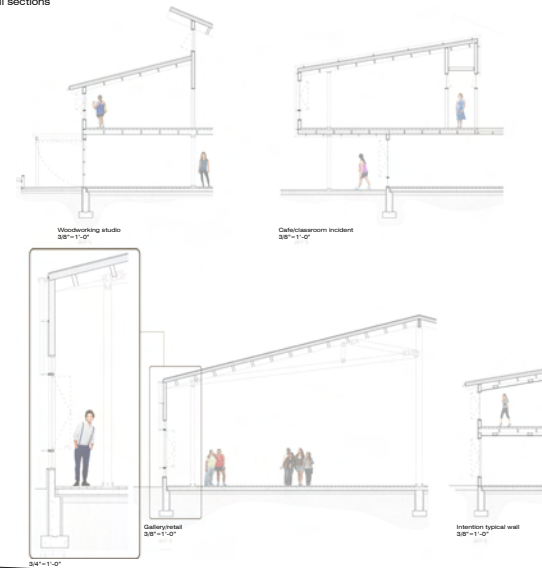 sections
Woodworking studio
3/8"=1'-0"
Cafe/classroom incident
3/8"=1'-0"
Gallery/retail
3/8"=1'-0"
Intention typical wall
3/8"=1'-0"
3/4"=1'-0"